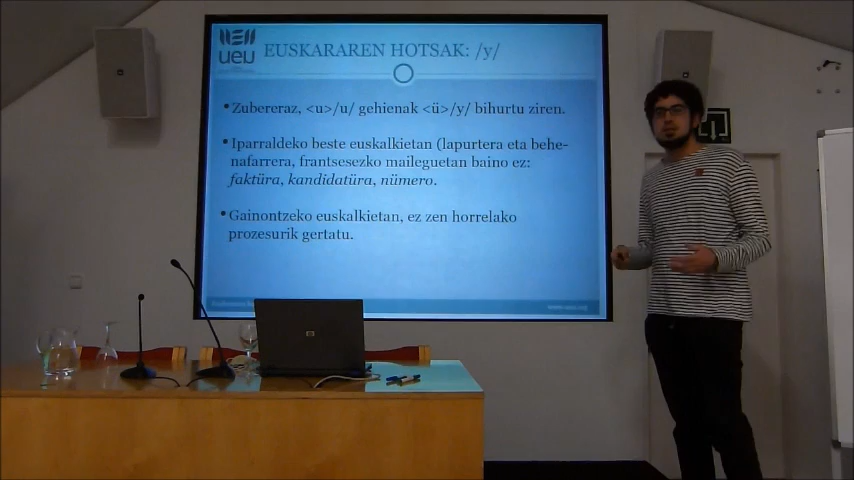 ueu
EUSKARAREN HOTSAK: /y/
•Zubereraz, <u>/u/ gehienak <ü>/y/ bihurtu ziren.
•Iparraldeko beste euskalkietan (lapurtera eta behe-
nafarrera, frantsesezko maileguetan baino ez:
faktüra, kandidatüra, nümero.
•Gainontzeko euskalkietan, ez zen horrelako
prozesurik gertatu.
hp